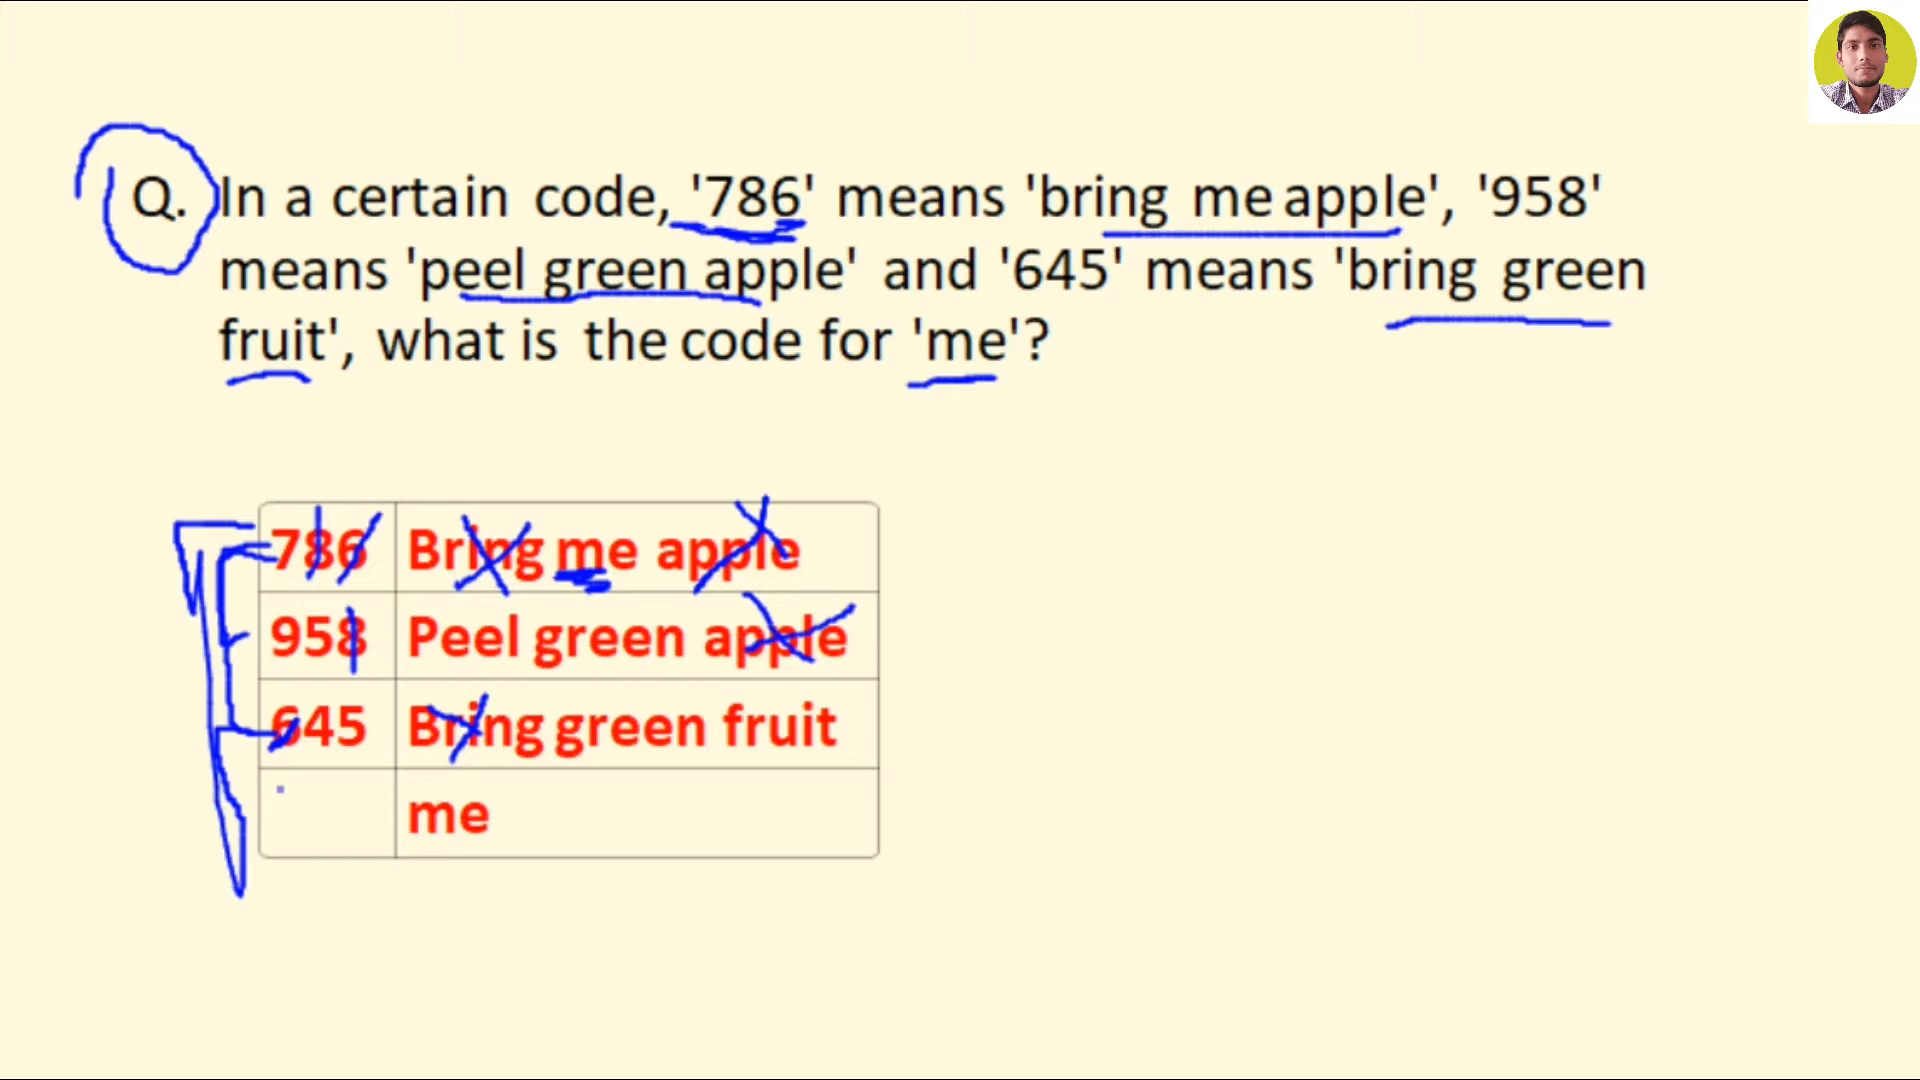 Q. In a certain code, '786' means 'bring me apple', '958'
means 'peel green apple' and '645' means 'bring green
fruit', what is the code for 'me'?
786 Bring me apple
958 Peel green apple
645 Bring green fruit
me